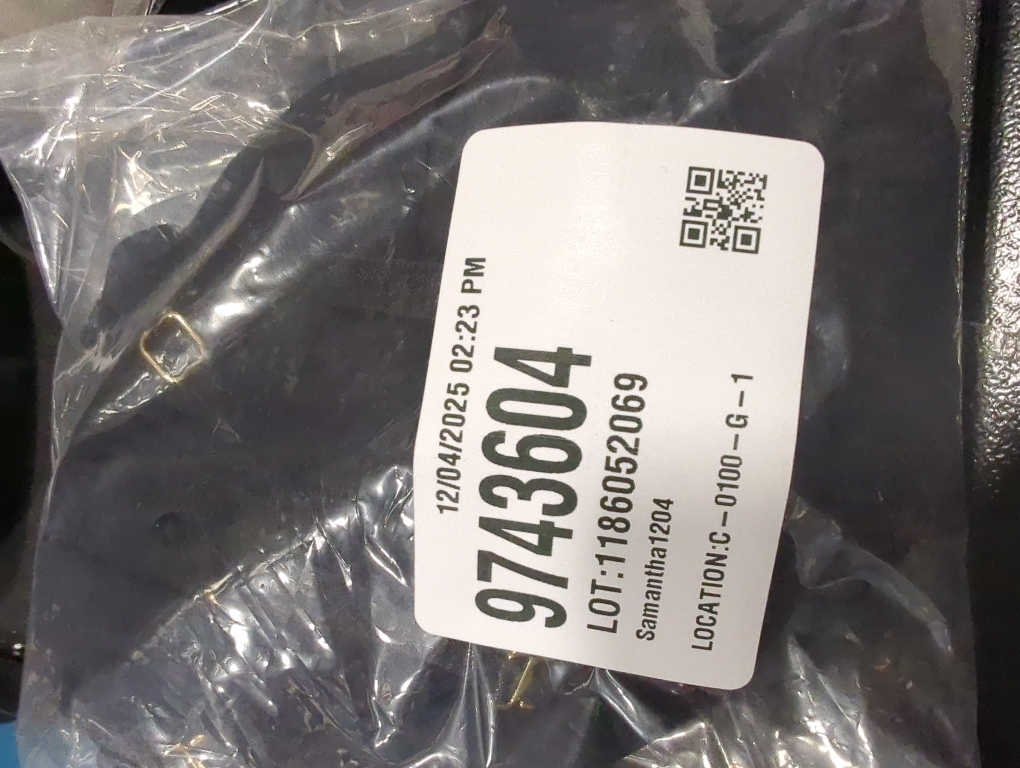 12/04/2025 02:23 PM
9743604
LOT:1186052069
Samantha1204
LOCATION:C-0100-G-1